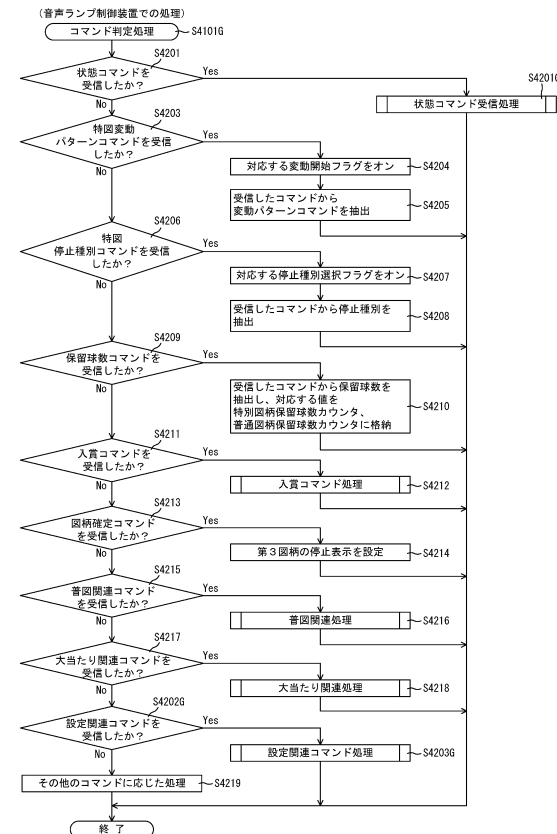 (音声ランプ制御装置での処理)
コマンド判定処理 S4101G
S4201
状態コマンドを
受信したか?
Yes
No
S4201G
状態コマンド受信処理
S4203
特図変動
パターンコマンドを受信
したか?
Yes
No
対応する変動開始フラグをオン S4204
受信したコマンドから
変動パターンコマンドを抽出 S4205
S4206
特図
停止種別コマンドを受信
したか?
Yes
No
対応する停止種別選択フラグをオン S4207
受信したコマンドから停止種別を
抽出 S4208
S4209
保留球数コマンドを
受信したか?
Yes
No
受信したコマンドから保留球数を
抽出し、対応する値を
特別図柄保留球数カウンタ、
普通図柄保留球数カウンタに格納 S4210
S4211
入賞コマンドを
受信したか?
Yes
No
入賞コマンド処理 S4212
S4213
図柄確定コマンド
を受信したか?
Yes
No
第3図柄の停止表示を設定 S4214
S4215
普図関連コマンド
を受信したか?
Yes
No
普図関連処理 S4216
S4217
大当たり関連コマンドを
受信したか?
Yes
No
大当たり関連処理 S4218
S4202G
設定関連コマンドを
受信したか?
Yes
No
設定関連コマンド処理 S4203G
その他のコマンドに応じた処理 S4219
終了